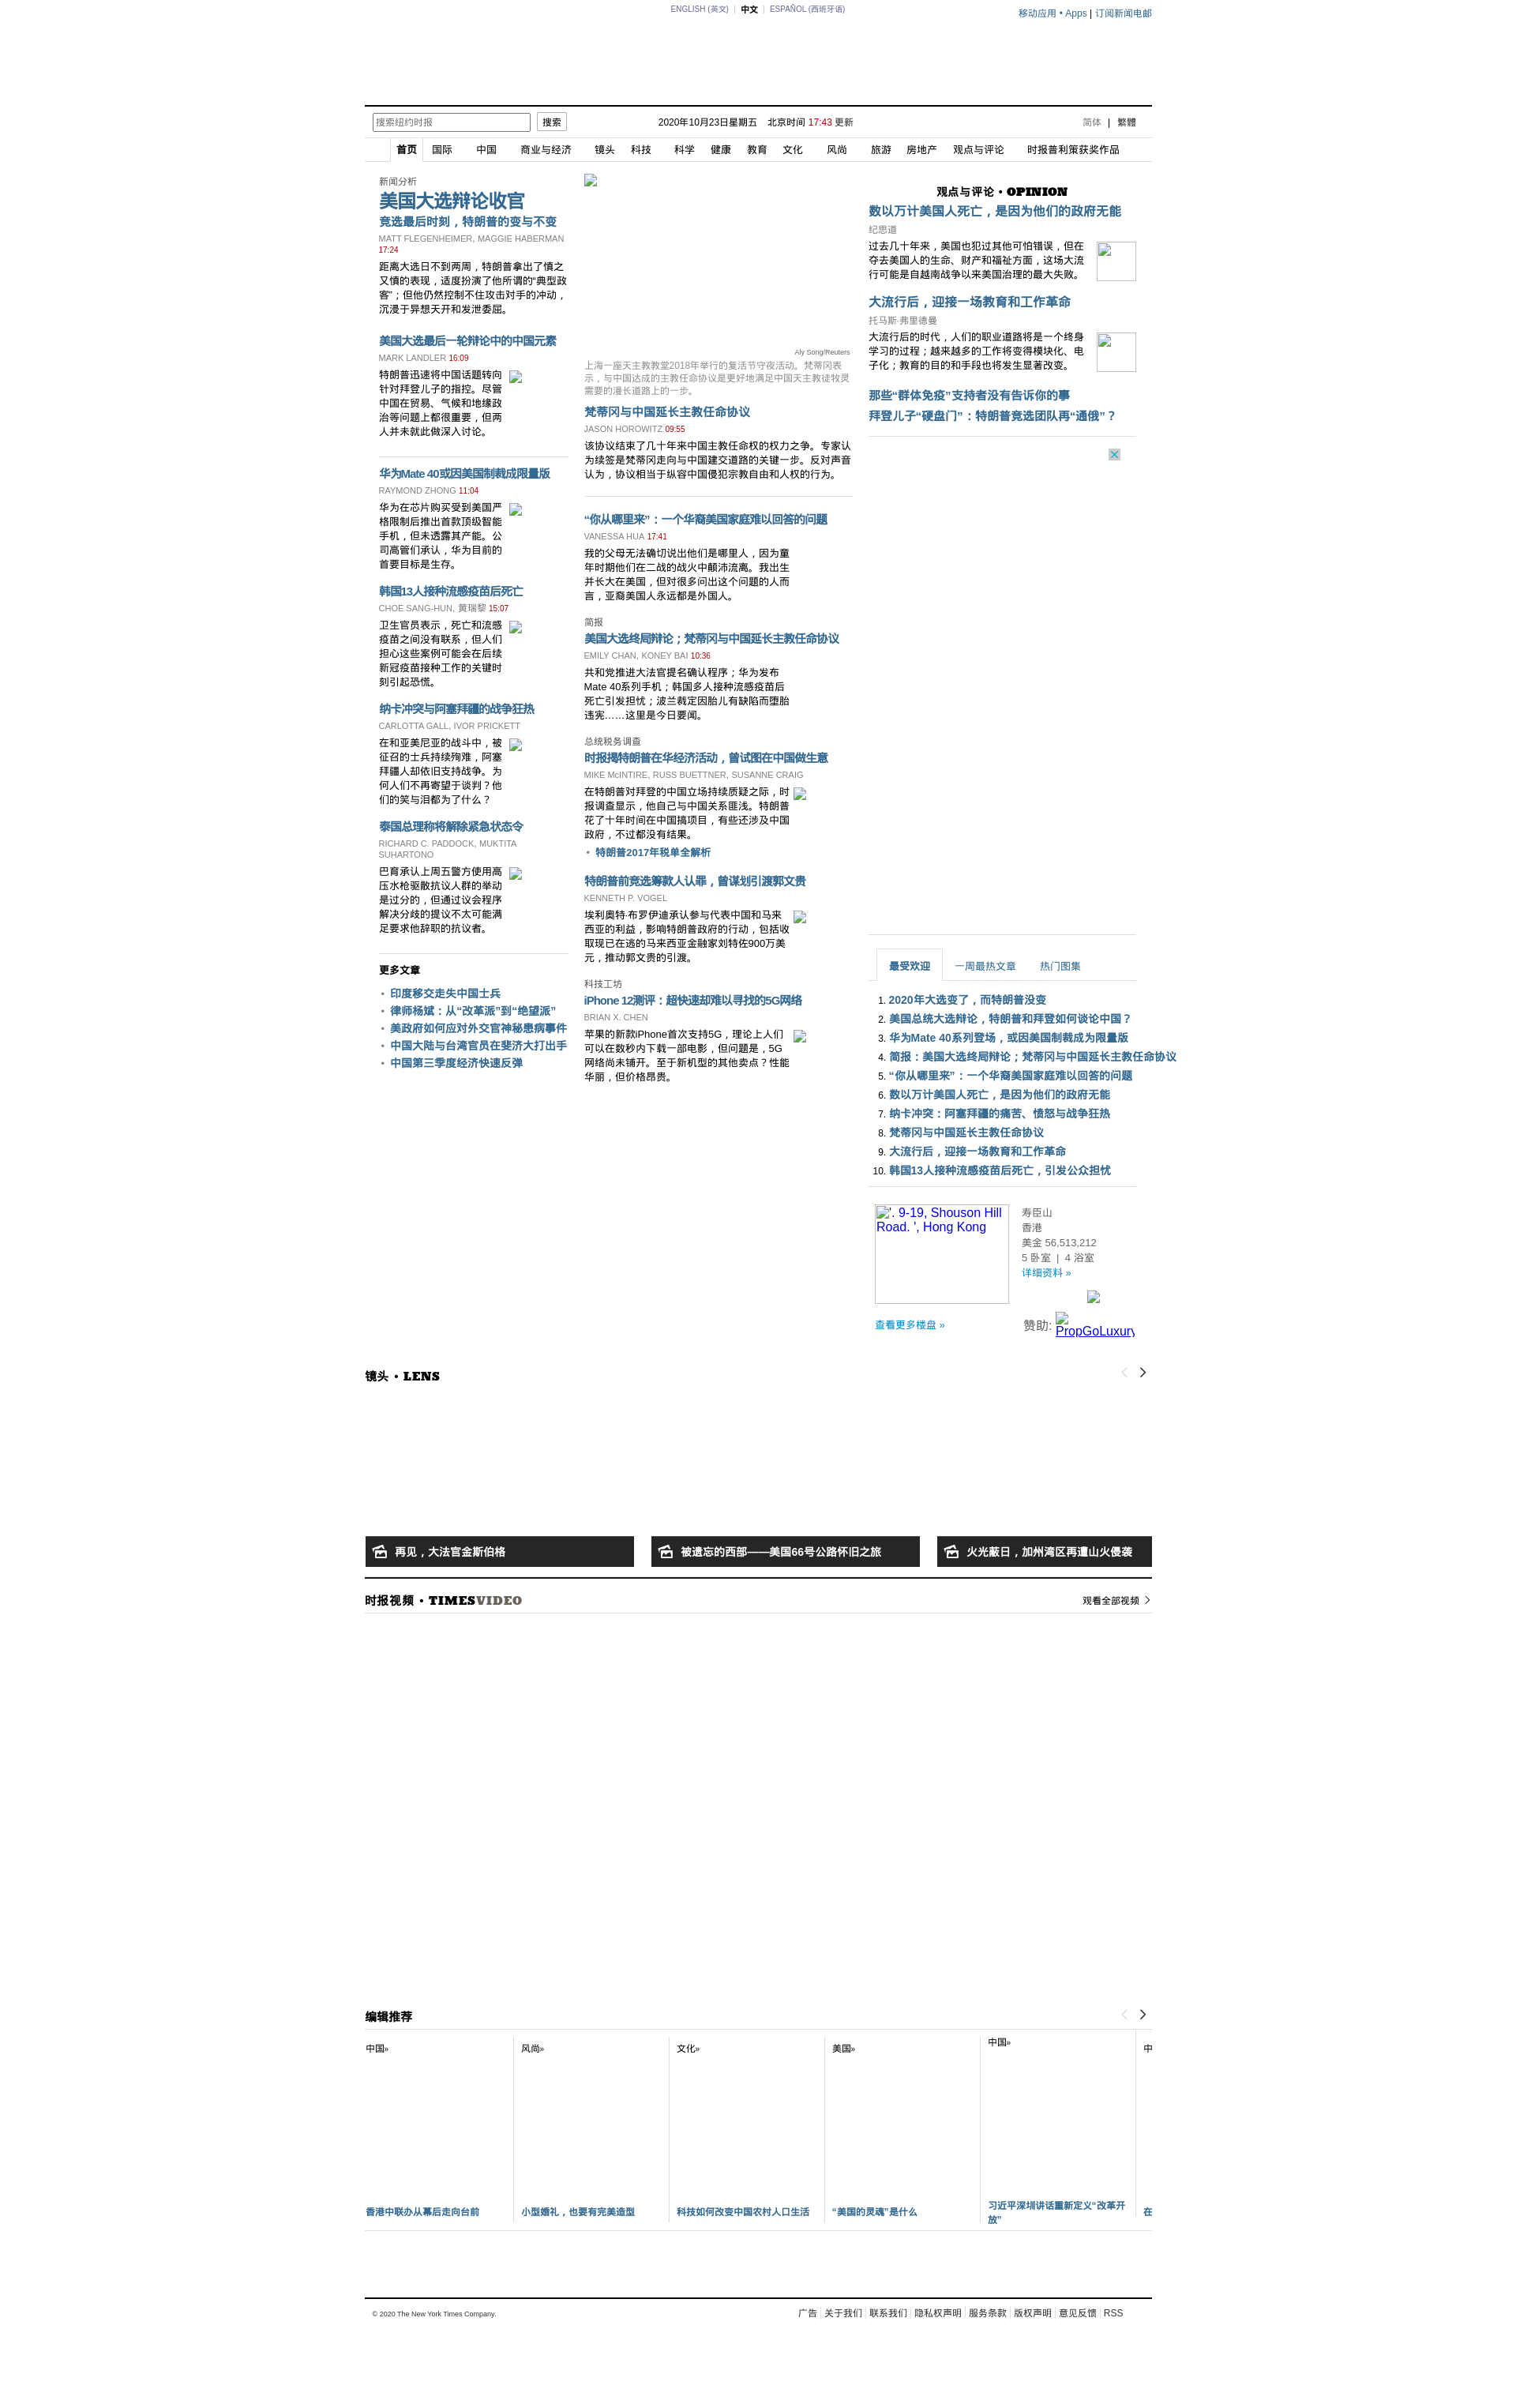 ENGLISH (英文) 中文 ESPAÑOL (西班牙语)
移动应用 • Apps | 订阅新闻电邮
搜索纽约时报 搜索
2020年10月23日星期五 北京时间 17:43 更新
简体 | 繁體
首页 国际 中国 商业与经济 镜头 科技 科学 健康 教育 文化 风尚 旅游 房地产 观点与评论 时报普利策获奖作品
新闻分析
美国大选辩论收官
竞选最后时刻，特朗普的变与不变
MATT FLEGENHEIMER, MAGGIE HABERMAN
17:24
距离大选日不到两周，特朗普拿出了慎之
又慎的表现，适度扮演了他所谓的“典型政
客”；但他仍然控制不住攻击对手的冲动，
沉浸于异想天开和发泄委屈。
美国大选最后一轮辩论中的中国元素
MARK LANDLER 16:09
特朗普迅速将中国话题转向
针对拜登儿子的指控。尽管
中国在贸易、气候和地缘政
治等问题上都很重要，但两
人并未就此做深入讨论。
华为Mate 40或因美国制裁成限量版
RAYMOND ZHONG 11:04
华为在芯片购买受到美国严
格限制后推出首款顶级智能
手机，但未透露其产能。公
司高管们承认，华为目前的
首要目标是生存。
韩国13人接种流感疫苗后死亡
CHOE SANG-HUN, 黄瑞黎 15:07
卫生官员表示，死亡和流感
疫苗之间没有联系，但人们
担心这些案例可能会在后续
新冠疫苗接种工作的关键时
刻引起恐慌。
纳卡冲突与阿塞拜疆的战争狂热
CARLOTTA GALL, IVOR PRICKETT
在和亚美尼亚的战斗中，被
征召的士兵持续殉难，阿塞
拜疆人却依旧支持战争。为
何人们不再寄望于谈判？他
们的笑与泪都为了什么？
泰国总理称将解除紧急状态令
RICHARD C. PADDOCK, MUKTITA
SUHARTONO
巴育承认上周五警方使用高
压水枪驱散抗议人群的举动
是过分的，但通过议会程序
解决分歧的提议不太可能满
足要求他辞职的抗议者。
更多文章
• 印度移交走失中国士兵
• 律师杨斌：从“改革派”到“绝望派”
• 美政府如何应对外交官神秘患病事件
• 中国大陆与台湾官员在斐济大打出手
• 中国第三季度经济快速反弹
Aly Song/Reuters
上海一座天主教教堂2018年举行的复活节守夜活动。梵蒂冈表
示，与中国达成的主教任命协议是更好地满足中国天主教徒牧灵
需要的漫长道路上的一步。
梵蒂冈与中国延长主教任命协议
JASON HOROWITZ 09:55
该协议结束了几十年来中国主教任命权的权力之争。专家认
为续签是梵蒂冈走向与中国建交道路的关键一步。反对声音
认为，协议相当于纵容中国侵犯宗教自由和人权的行为。
“你从哪里来”：一个华裔美国家庭难以回答的问题
VANESSA HUA 17:41
我的父母无法确切说出他们是哪里人，因为童
年时期他们在二战的战火中颠沛流离。我出生
并长大在美国，但对很多问出这个问题的人而
言，亚裔美国人永远都是外国人。
简报
美国大选终局辩论；梵蒂冈与中国延长主教任命协议
EMILY CHAN, KONEY BAI 10:36
共和党推进大法官提名确认程序；华为发布
Mate 40系列手机；韩国多人接种流感疫苗后
死亡引发担忧；波兰裁定因胎儿有缺陷而堕胎
违宪……这里是今日要闻。
总统税务调查
时报揭特朗普在华经济活动，曾试图在中国做生意
MIKE McINTIRE, RUSS BUETTNER, SUSANNE CRAIG
在特朗普对拜登的中国立场持续质疑之际，时
报调查显示，他自己与中国关系匪浅。特朗普
花了十年时间在中国搞项目，有些还涉及中国
政府，不过都没有结果。
• 特朗普2017年税单全解析
特朗普前竞选筹款人认罪，曾谋划引渡郭文贵
KENNETH P. VOGEL
埃利奥特·布罗伊迪承认参与代表中国和马来
西亚的利益，影响特朗普政府的行动，包括收
取现已在逃的马来西亚金融家刘特佐900万美
元，推动郭文贵的引渡。
科技工坊
iPhone 12测评：超快速却难以寻找的5G网络
BRIAN X. CHEN
苹果的新款iPhone首次支持5G，理论上人们
可以在数秒内下载一部电影，但问题是，5G
网络尚未铺开。至于新机型的其他卖点？性能
华丽，但价格昂贵。
观点与评论 • OPINION
数以万计美国人死亡，是因为他们的政府无能
纪思道
过去几十年来，美国也犯过其他可怕错误，但在
夺去美国人的生命、财产和福祉方面，这场大流
行可能是自越南战争以来美国治理的最大失败。
大流行后，迎接一场教育和工作革命
托马斯·弗里德曼
大流行后的时代，人们的职业道路将是一个终身
学习的过程；越来越多的工作将变得模块化、电
子化；教育的目的和手段也将发生显著改变。
那些“群体免疫”支持者没有告诉你的事
拜登儿子“硬盘门”：特朗普竞选团队再“通俄”？
最受欢迎 一周最热文章 热门图集
1. 2020年大选变了，而特朗普没变
2. 美国总统大选辩论，特朗普和拜登如何谈论中国？
3. 华为Mate 40系列登场，或因美国制裁成为限量版
4. 简报：美国大选终局辩论；梵蒂冈与中国延长主教任命协议
5. “你从哪里来”：一个华裔美国家庭难以回答的问题
6. 数以万计美国人死亡，是因为他们的政府无能
7. 纳卡冲突：阿塞拜疆的痛苦、愤怒与战争狂热
8. 梵蒂冈与中国延长主教任命协议
9. 大流行后，迎接一场教育和工作革命
10. 韩国13人接种流感疫苗后死亡，引发公众担忧
'. 9-19, Shouson Hill
Road. ', Hong Kong
寿臣山
香港
美金 56,513,212
5 卧室 | 4 浴室
详细资料 »
查看更多楼盘 »
赞助: PropGoLuxury
镜头 • LENS
再见，大法官金斯伯格
被遗忘的西部——美国66号公路怀旧之旅
火光蔽日，加州湾区再遭山火侵袭
时报视频 • TIMESVIDEO
观看全部视频
编辑推荐
中国»
风尚»
文化»
美国»
中国»
中
香港中联办从幕后走向台前
小型婚礼，也要有完美造型
科技如何改变中国农村人口生活
“美国的灵魂”是什么
习近平深圳讲话重新定义“改革开
放”
在
© 2020 The New York Times Company.
广告 关于我们 联系我们 隐私权声明 服务条款 版权声明 意见反馈 RSS